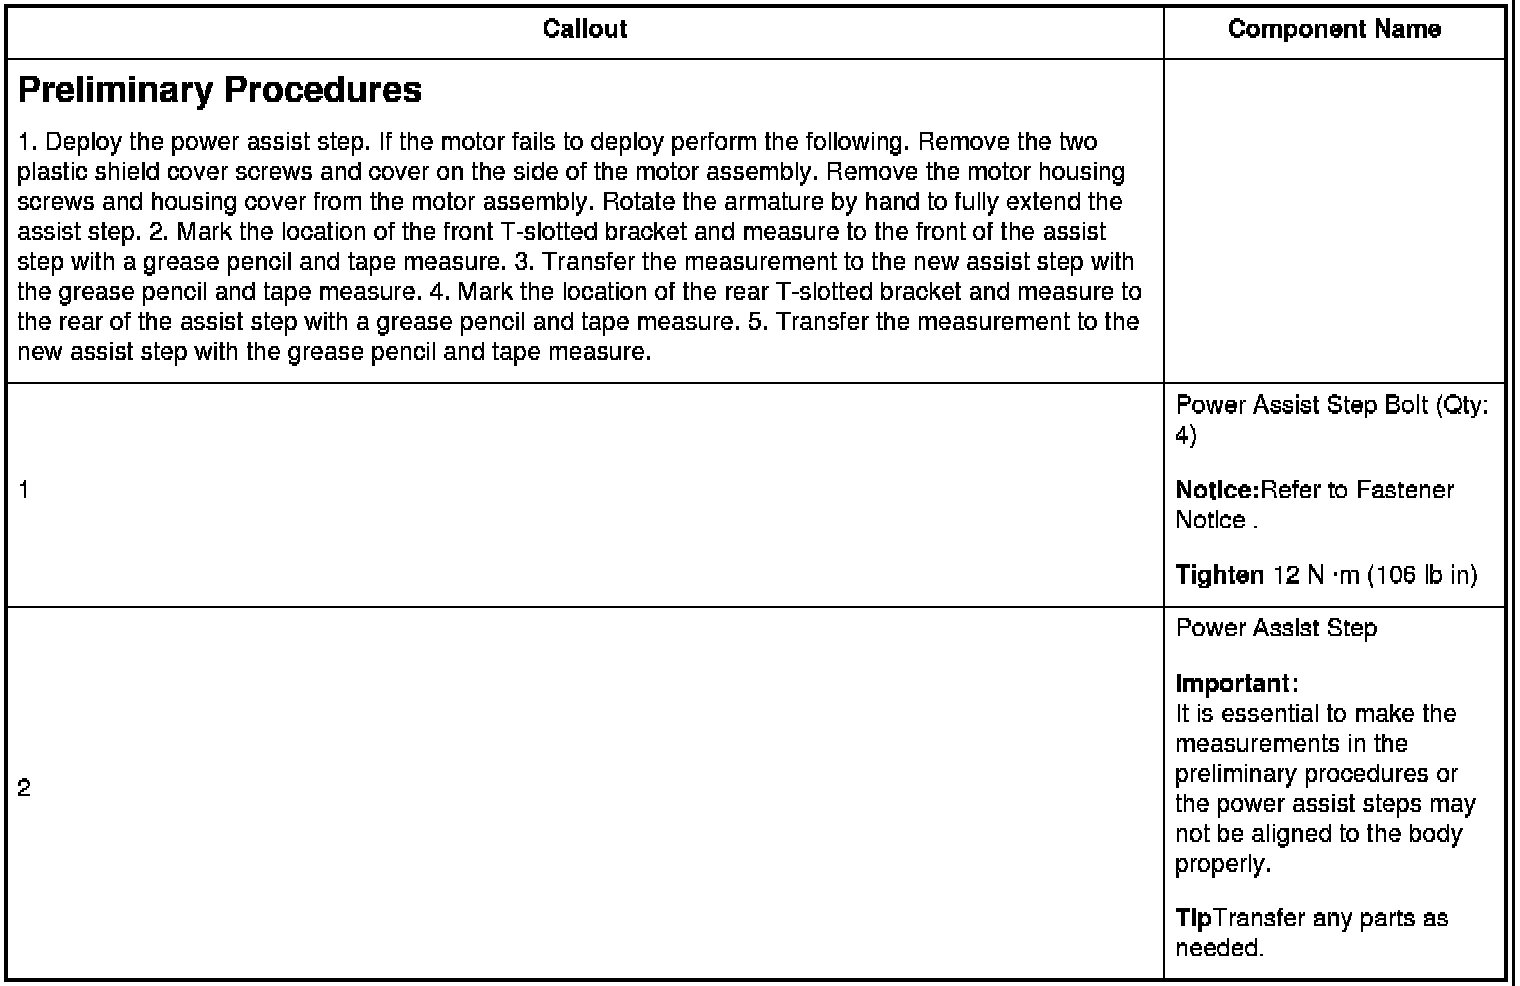 Callout
Component Name
Preliminary Procedures
1. Deploy the power assist step. If the motor fails to deploy perform the following. Remove the two
plastic shield cover screws and cover on the side of the motor assembly. Remove the motor housing
screws and housing cover from the motor assembly. Rotate the armature by hand to fully extend the
assist step. 2. Mark the location of the front T-slotted bracket and measure to the front of the assist
step with a grease pencil and tape measure. 3. Transfer the measurement to the new assist step with
the grease pencil and tape measure. 4. Mark the location of the rear T-slotted bracket and measure to
the rear of the assist step with a grease pencil and tape measure. 5. Transfer the measurement to the
new assist step with the grease pencil and tape measure.
1
Power Assist Step Bolt (Qty:
4)
Notice:Refer to Fastener
Notice .
Tighten 12 N ·m (106 lb in)
2
Power Assist Step
Important:
It is essential to make the
measurements in the
preliminary procedures or
the power assist steps may
not be aligned to the body
properly.
TipTransfer any parts as
needed.